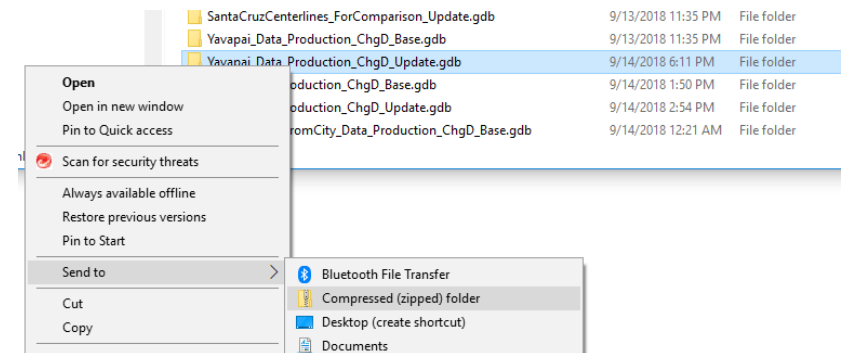 SantaCruzCenterlines_ForComparison_Update.gdb 9/13/2018 11:35 PM File folder
Yavapai_Data_Production_ChgD_Base.gdb 9/13/2018 11:35 PM File folder
Yavapai_Data_Production_ChgD_Update.gdb 9/14/2018 6:11 PM File folder
oduction_ChgD_Base.gdb 9/14/2018 1:50 PM File folder
oduction_ChgD_Update.gdb 9/14/2018 2:54 PM File folder
romCity_Data_Production_ChgD_Base.gdb 9/14/2018 12:21 AM File folder
Open
Open in new window
Pin to Quick access
Scan for security threats
Always available offline
Restore previous versions
Pin to Start
Send to
Cut
Copy
Bluetooth File Transfer
Compressed (zipped) folder
Desktop (create shortcut)
Documents